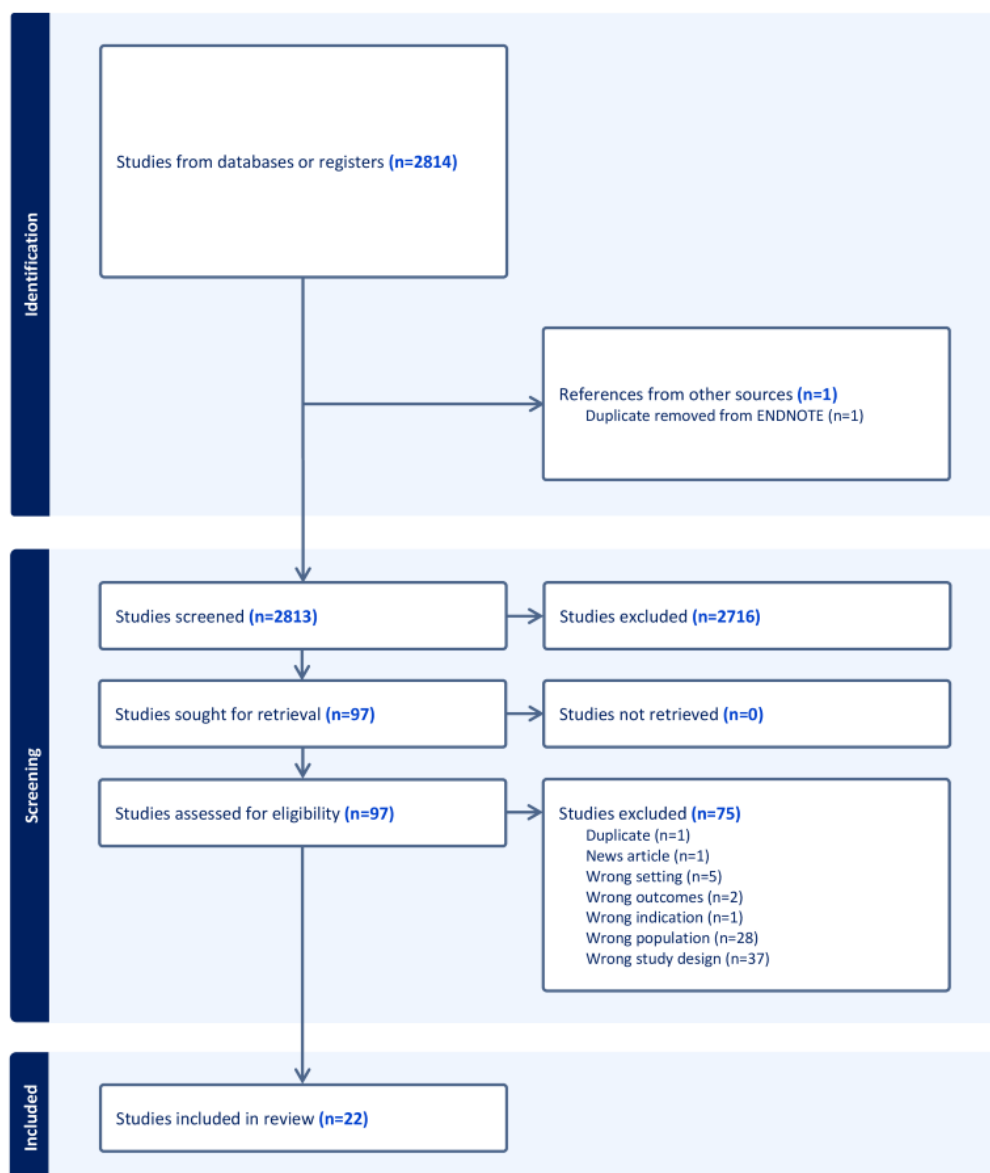 Identification
Studies from databases or registers (n=2814)
References from other sources (n=1)
Duplicate removed from ENDNOTE (n=1)
Screening
Studies screened (n=2813)
Studies excluded (n=2716)
Studies sought for retrieval (n=97)
Studies not retrieved (n=0)
Studies assessed for eligibility (n=97)
Studies excluded (n=75)
Duplicate (n=1)
News article (n=1)
Wrong setting (n=5)
Wrong outcomes (n=2)
Wrong indication (n=1)
Wrong population (n=28)
Wrong study design (n=37)
Included
Studies included in review (n=22)